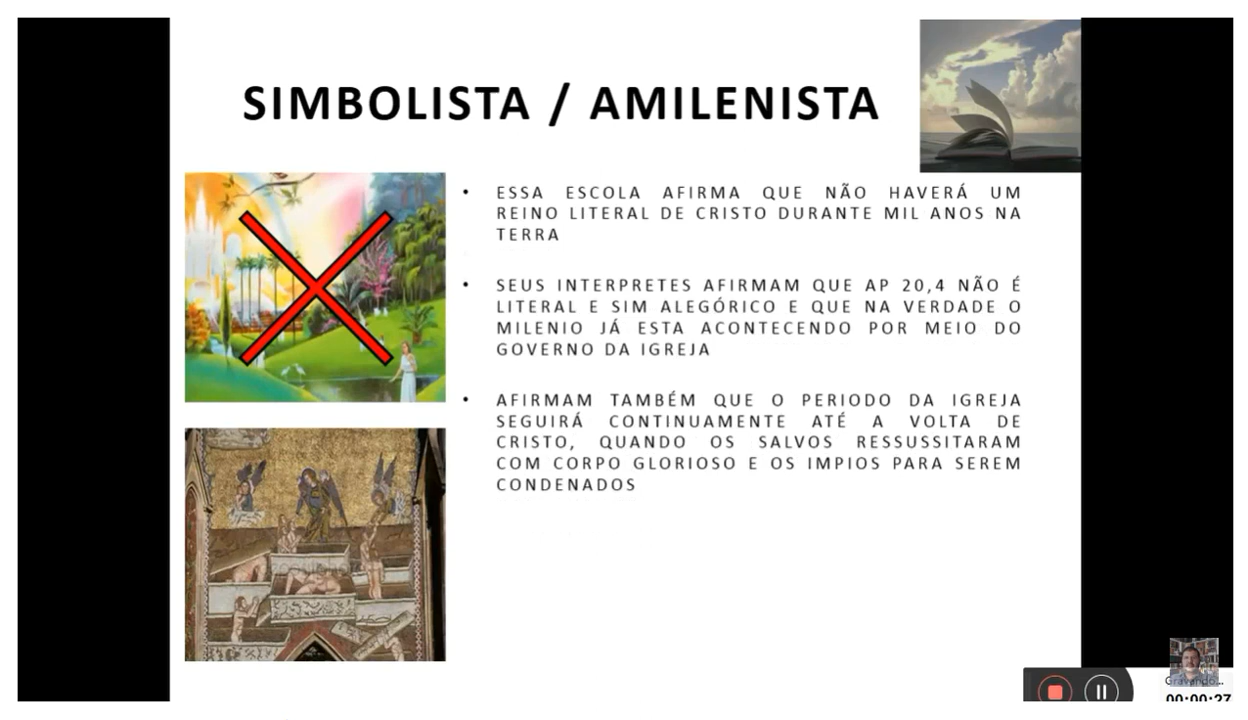 SIMBOLISTA / AMILENISTA
• ESSA ESCOLA AFIRMA QUE NÃO HAVERÁ UM
REINO LITERAL DE CRISTO DURANTE MIL ANOS NA
TERRA
• SEUS INTERPRETES AFIRMAM QUE AP 20,4 NÃO É
LITERAL E SIM ALEGÓRICO E QUE NA VERDADE O
MILENIO JÁ ESTA ACONTECENDO POR MEIO DO
GOVERNO DA IGREJA
• AFIRMAM TAMBÉM QUE O PERIODO DA IGREJA
SEGUIRÁ CONTINUAMENTE ATÉ A VOLTA DE
CRISTO, QUANDO OS SALVOS RESSUSSITARAM
COM CORPO GLORIOSO E OS IMPIOS PARA SEREM
CONDENADOS
Gravando...
00:00:27